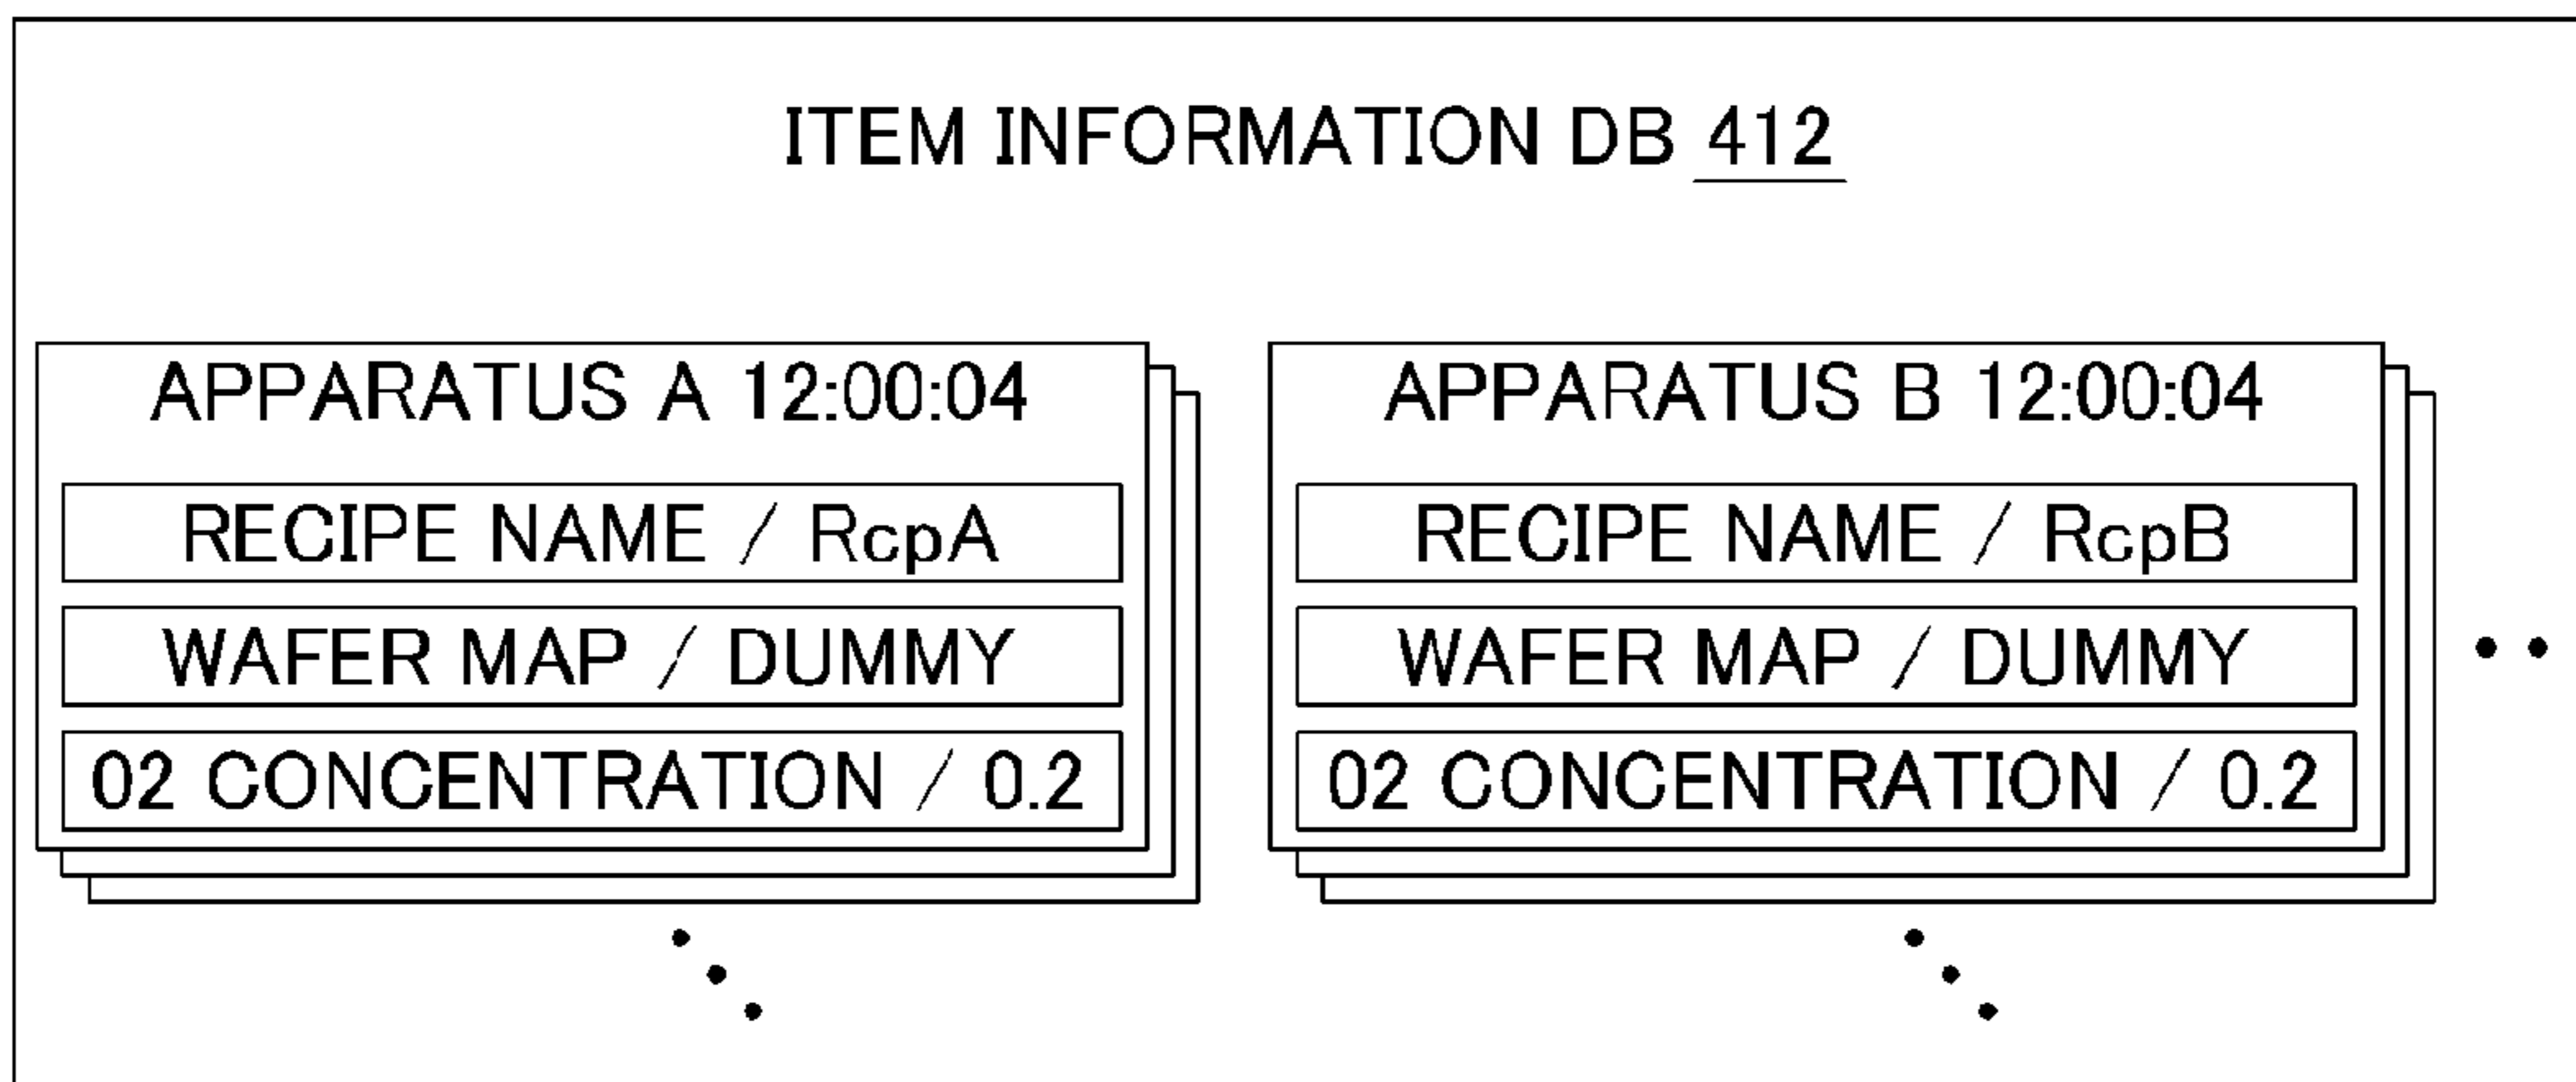 ITEM INFORMATION DB 412
APPARATUS A 12:00:04
RECIPE NAME / RcpA
WAFER MAP / DUMMY
02 CONCENTRATION / 0.2
APPARATUS B 12:00:04
RECIPE NAME / RcpB
WAFER MAP / DUMMY
02 CONCENTRATION / 0.2